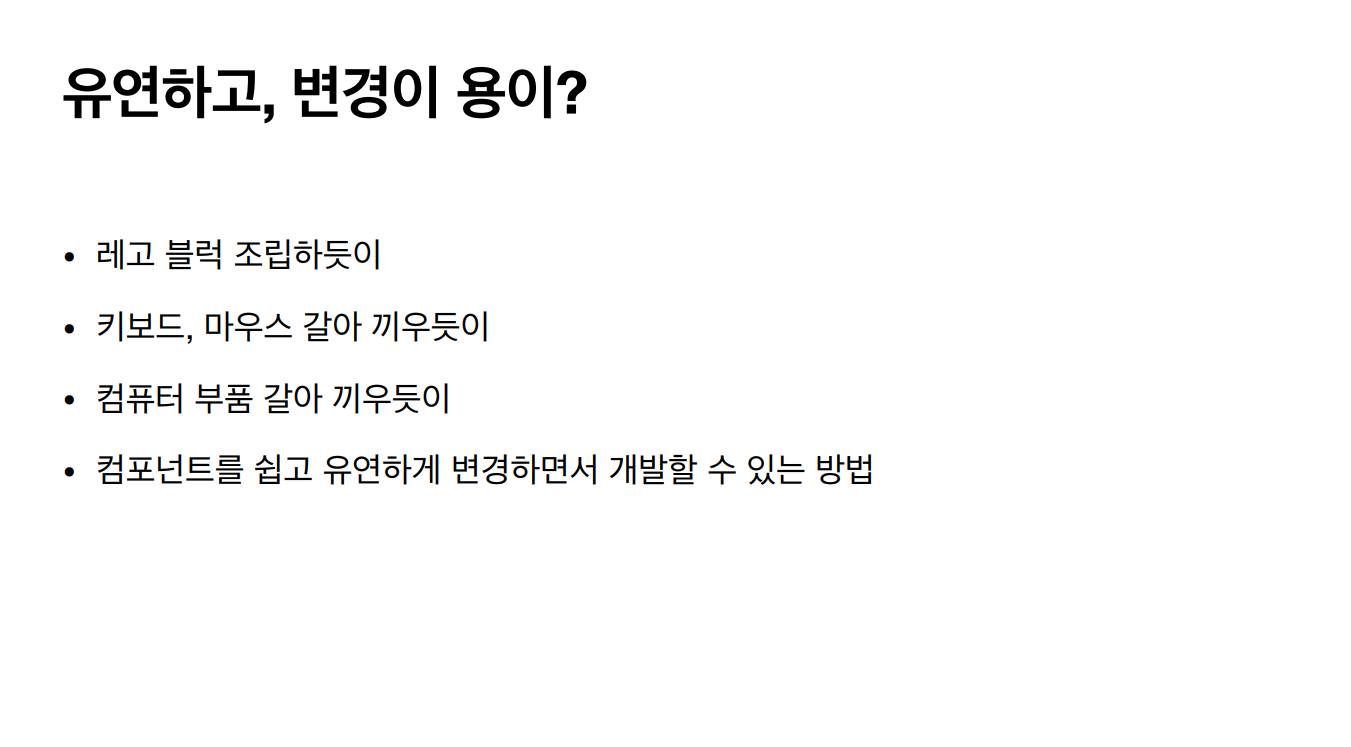 유연하고, 변경이 용이?
• 레고 블럭 조립하듯이
• 키보드, 마우스 갈아 끼우듯이
• 컴퓨터 부품 갈아 끼우듯이
• 컴포넌트를 쉽고 유연하게 변경하면서 개발할 수 있는 방법